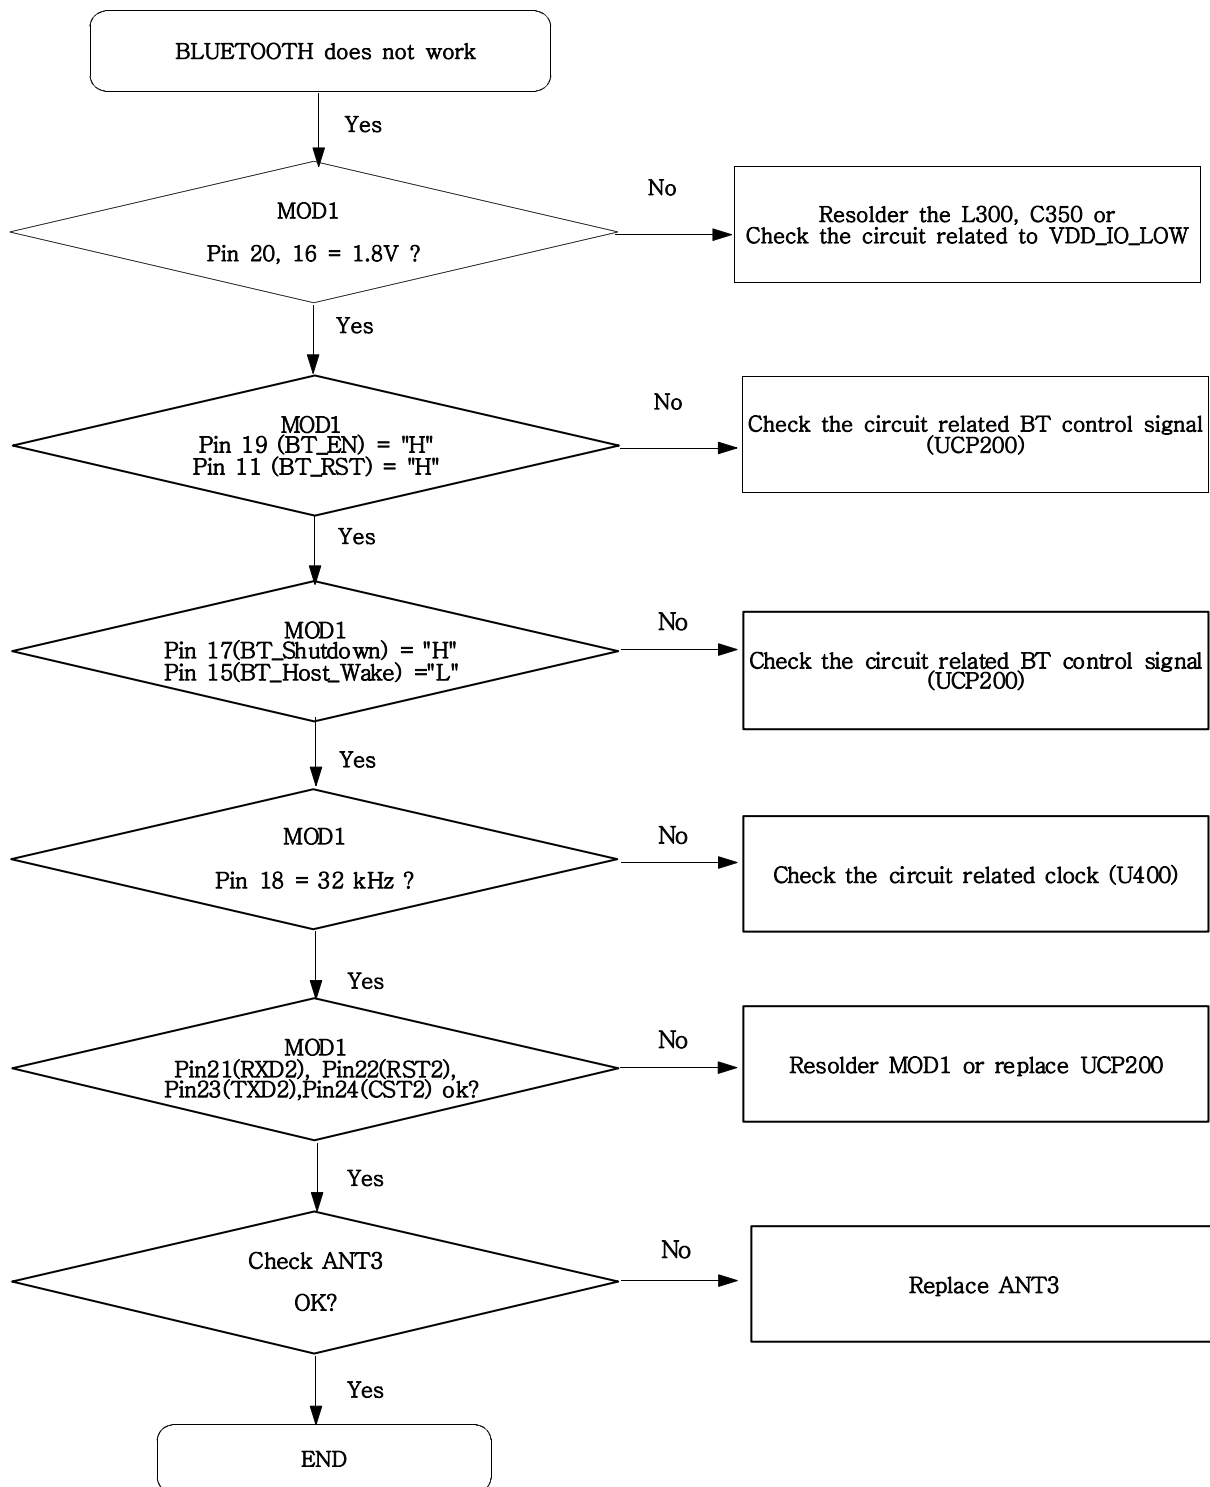 BLUETOOTH does not work
Yes
MOD1
Pin 20, 16 = 1.8V ?
No
Resolder the L300, C350 or
Check the circuit related to VDD_IO_LOW
Yes
MOD1
Pin 19 (BT_EN) = "H"
Pin 11 (BT_RST) = "H"
No
Check the circuit related BT control signal
(UCP200)
Yes
MOD1
Pin 17(BT_Shutdown) = "H"
Pin 15(BT_Host_Wake) ="L"
No
Check the circuit related BT control signal
(UCP200)
Yes
MOD1
Pin 18 = 32 kHz ?
No
Check the circuit related clock (U400)
Yes
MOD1
Pin21(RXD2), Pin22(RST2),
Pin23(TXD2),Pin24(CST2) ok?
No
Resolder MOD1 or replace UCP200
Yes
Check ANT3
OK?
No
Replace ANT3
Yes
END